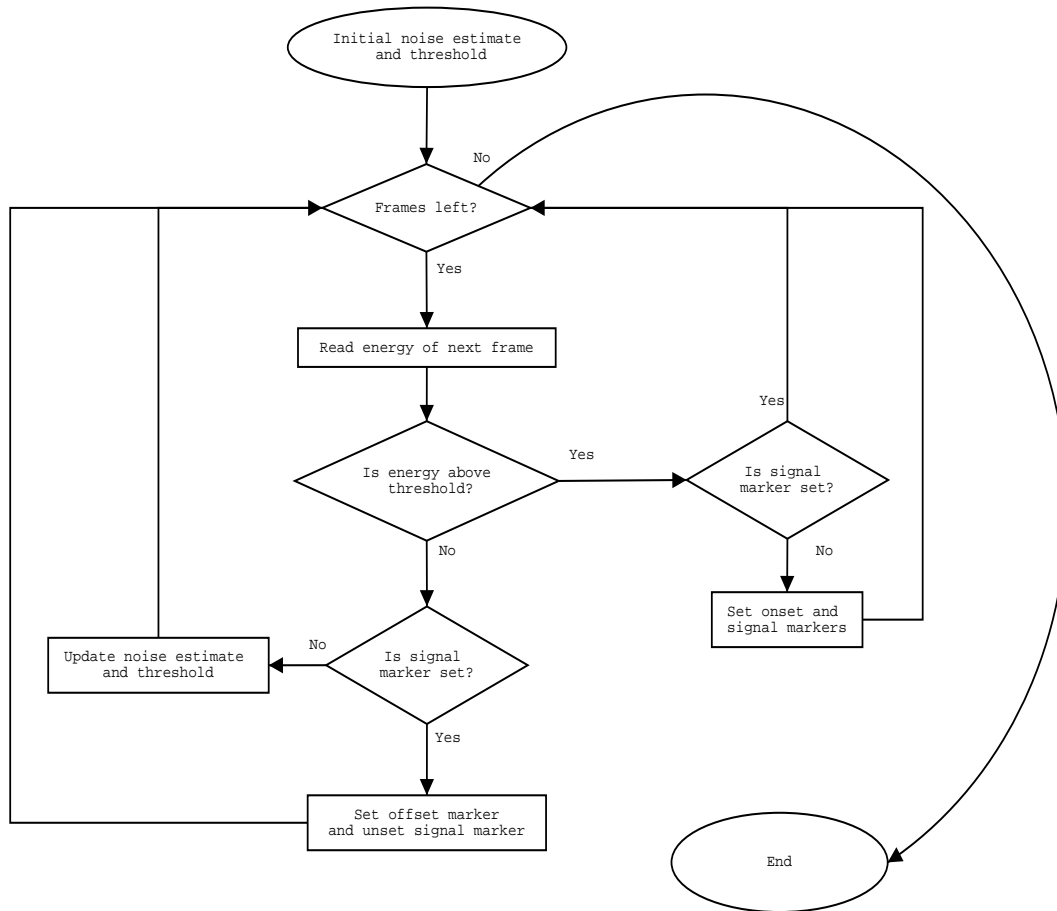 Initial noise estimate
and threshold
No
Frames left?
Yes
Read energy of next frame
Yes
Is energy above
threshold?
Yes
Is signal
marker set?
No
No
Set onset and
signal markers
No
Update noise estimate
and threshold
Is signal
marker set?
Yes
Set offset marker
and unset signal marker
End